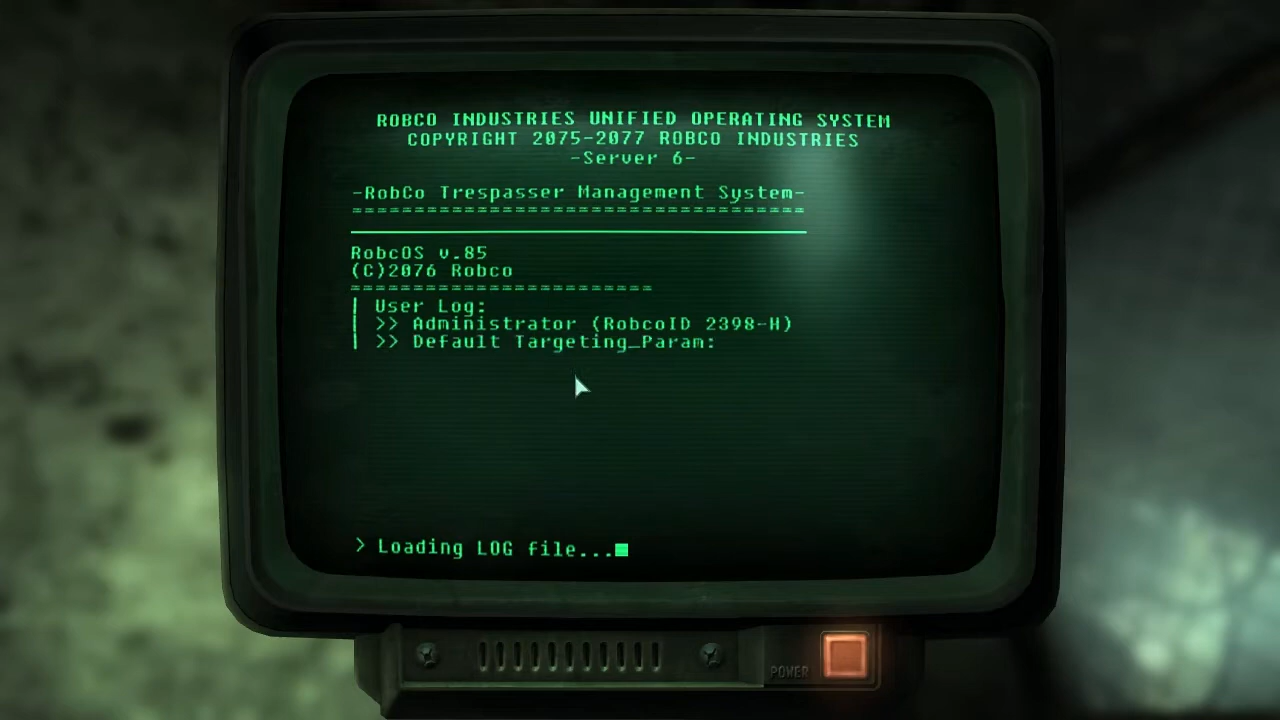 ROBCO INDUSTRIES UNIFIED OPERATING SYSTEM
COPYRIGHT 2075-2077 ROBCO INDUSTRIES
-Server 6-
-RobCo Trespasser Management System-
====================================
RobcOS v.85
(C)2076 Robco
========================
| User Log:
| >> Administrator (RobcoID 2398-H)
| >> Default Targeting_Param:
> Loading LOG file...
POWER